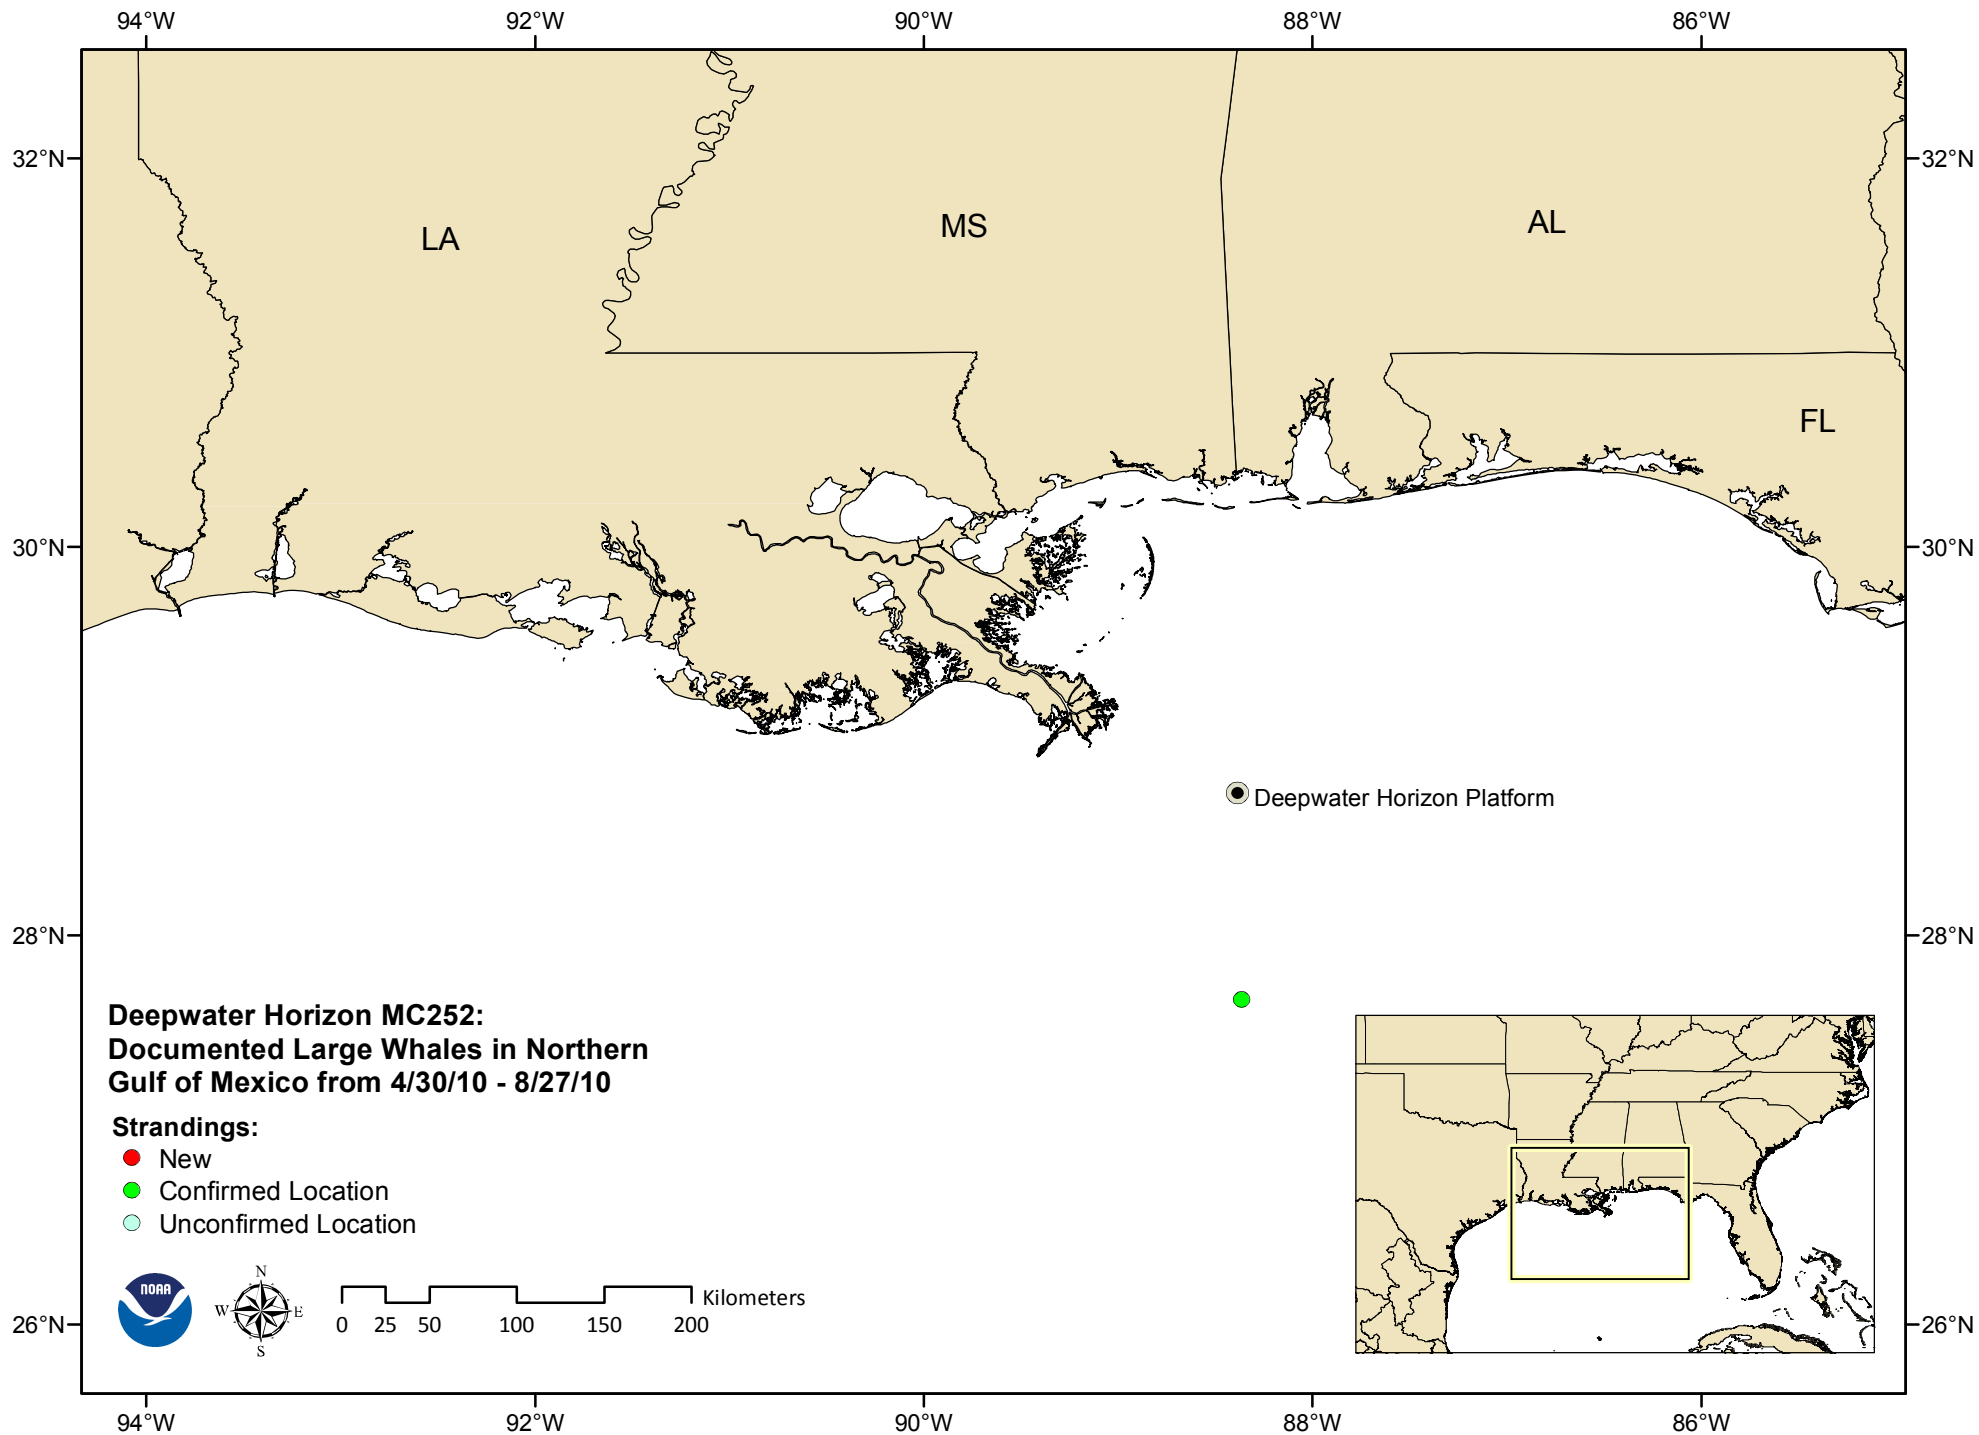 94°W 92°W 90°W 88°W 86°W
32°N 32°N
LA MS AL
FL
30°N 30°N
Deepwater Horizon Platform
28°N 28°N
Deepwater Horizon MC252:
Documented Large Whales in Northern
Gulf of Mexico from 4/30/10 - 8/27/10
Strandings:
New
Confirmed Location
Unconfirmed Location
NOAA
N
W E
S
Kilometers
0 25 50 100 150 200
26°N 26°N
94°W 92°W 90°W 88°W 86°W